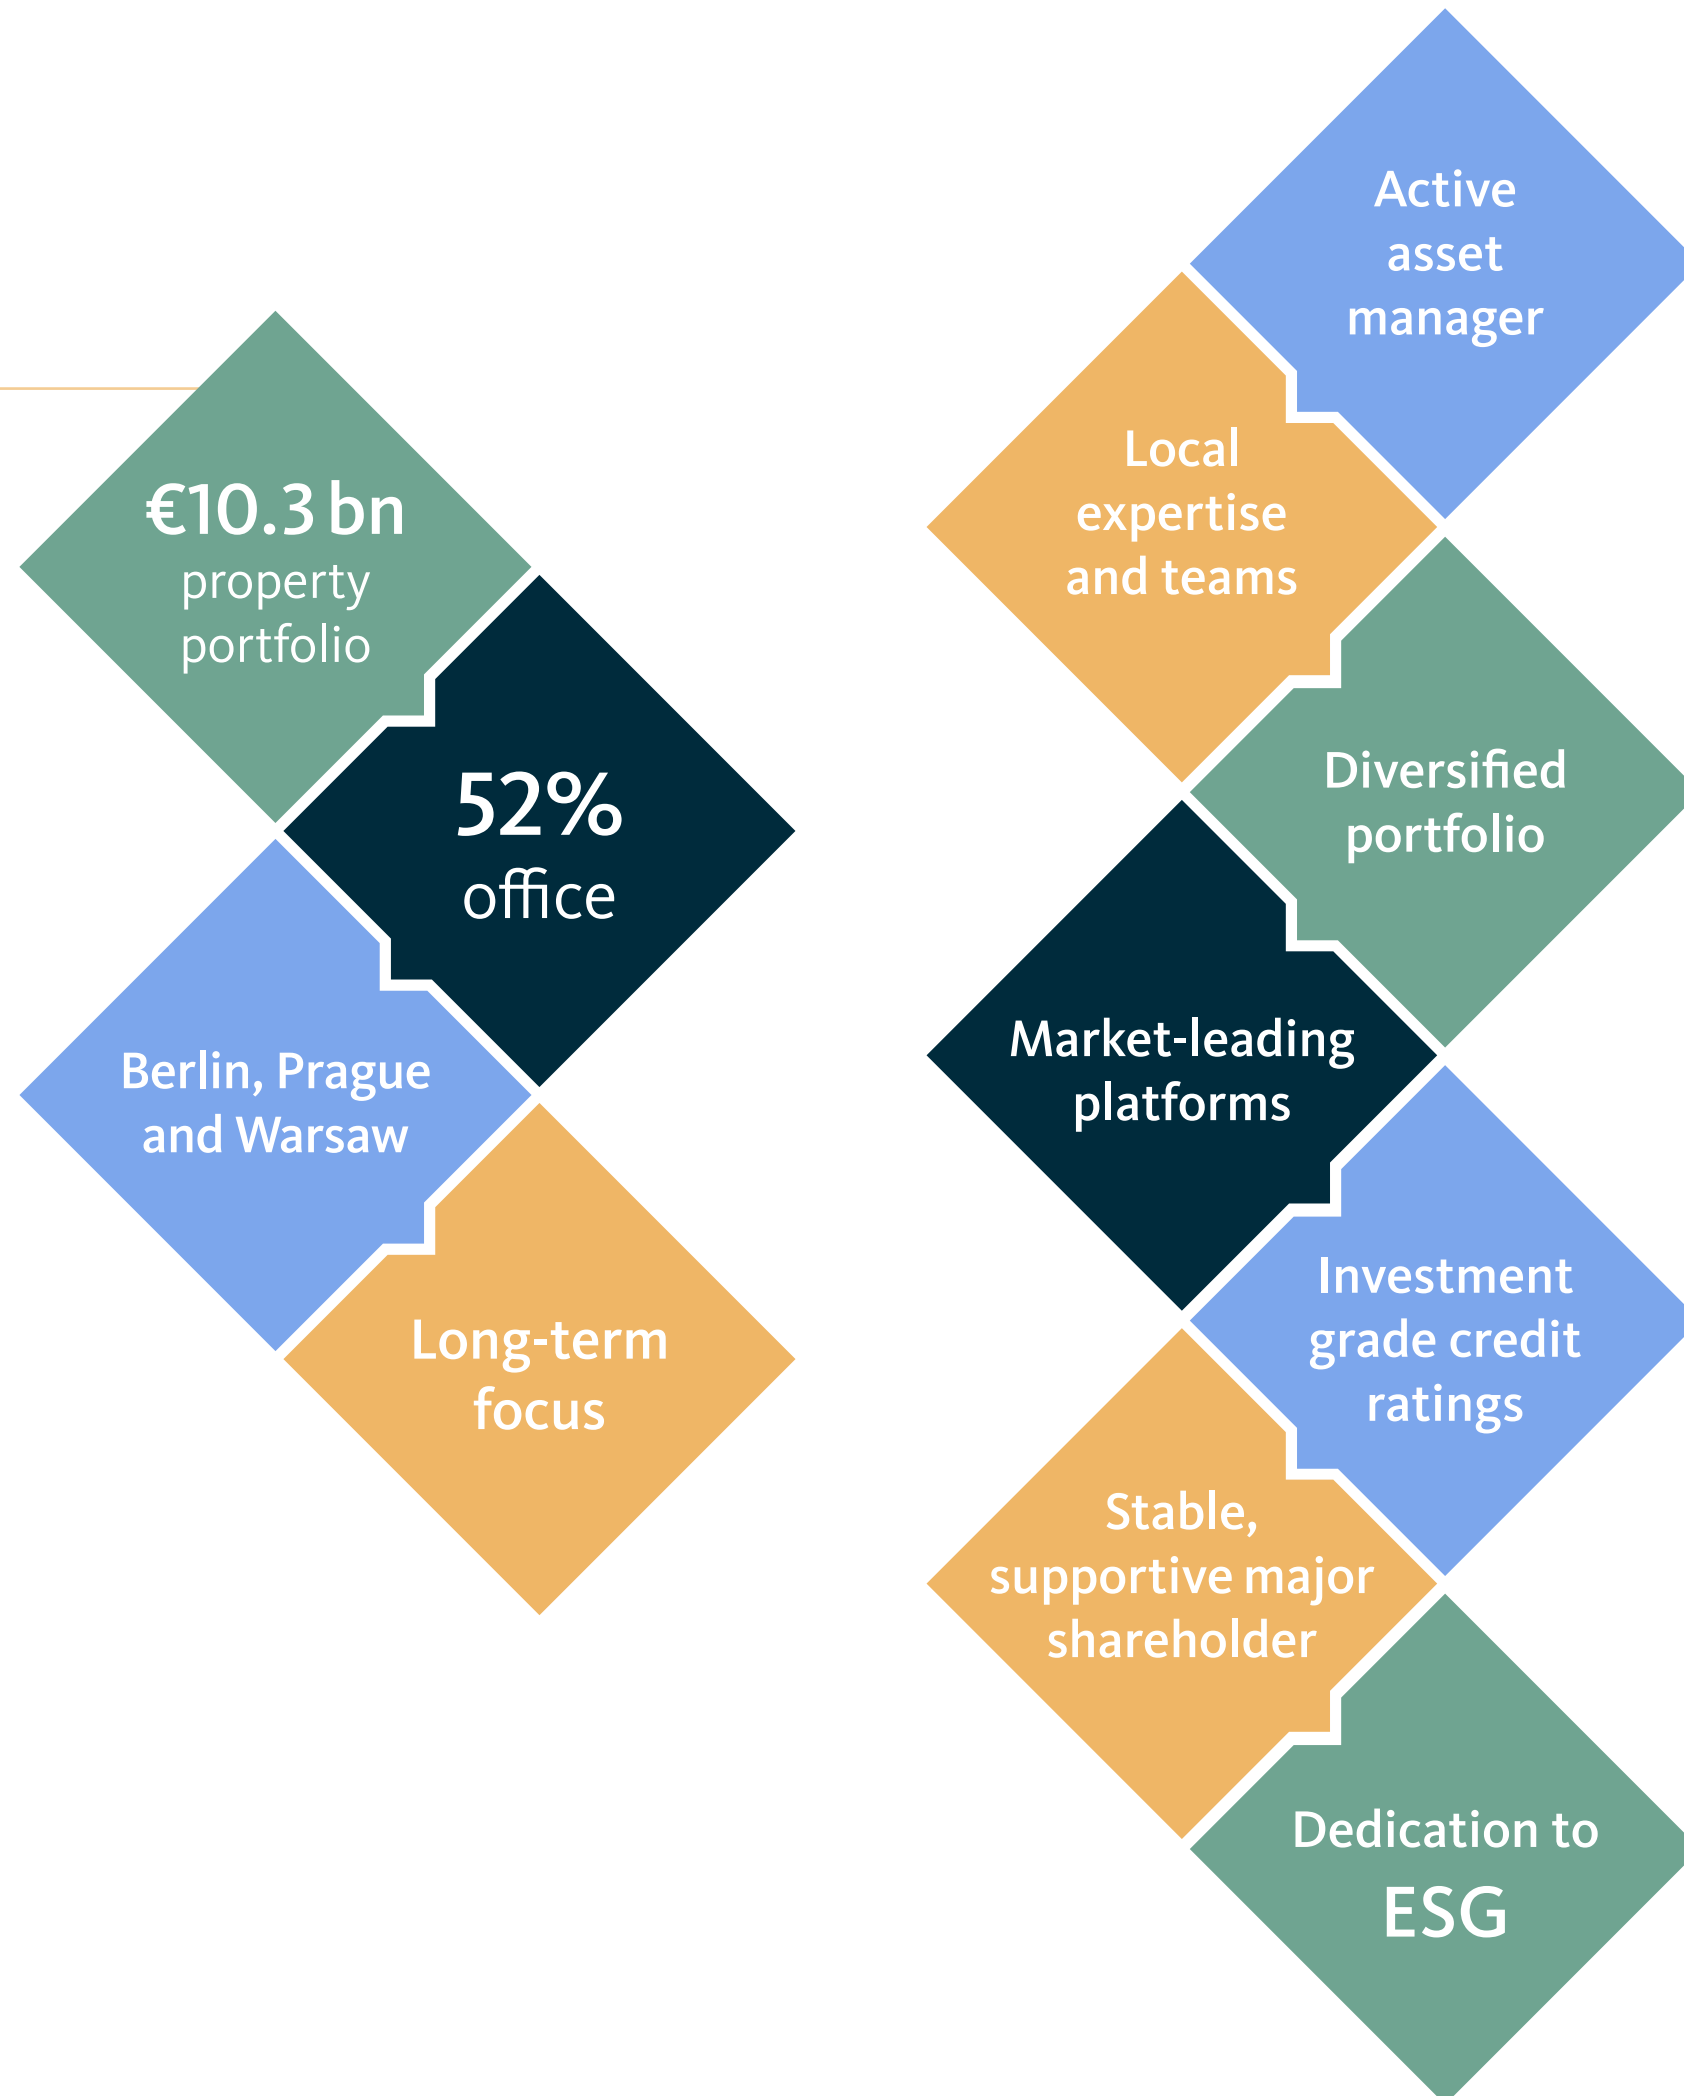 €10.3 bn
property
portfolio
52%
office
Berlin, Prague
and Warsaw
Long-term
focus
Active
asset
manager
Local
expertise
and teams
Diversified
portfolio
Market-leading
platforms
Investment
grade credit
ratings
Stable,
supportive major
shareholder
Dedication to
ESG